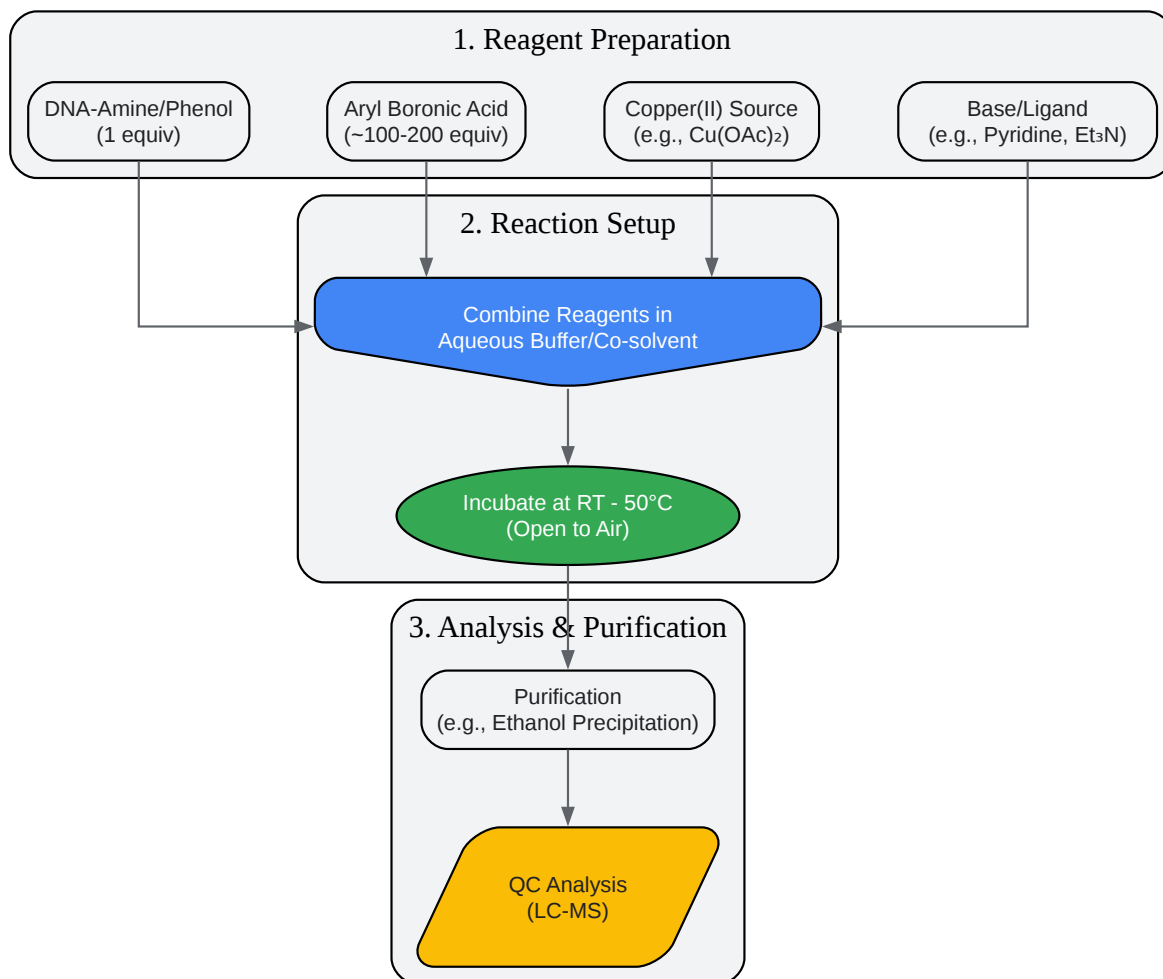 1. Reagent Preparation
DNA-Amine/Phenol
(1 equiv)
Aryl Boronic Acid
(~100-200 equiv)
Copper(II) Source
(e.g., Cu(OAc)₂)
Base/Ligand
(e.g., Pyridine, Et₃N)
2. Reaction Setup
Combine Reagents in
Aqueous Buffer/Co-solvent
Incubate at RT - 50°C
(Open to Air)
3. Analysis & Purification
Purification
(e.g., Ethanol Precipitation)
QC Analysis
(LC-MS)